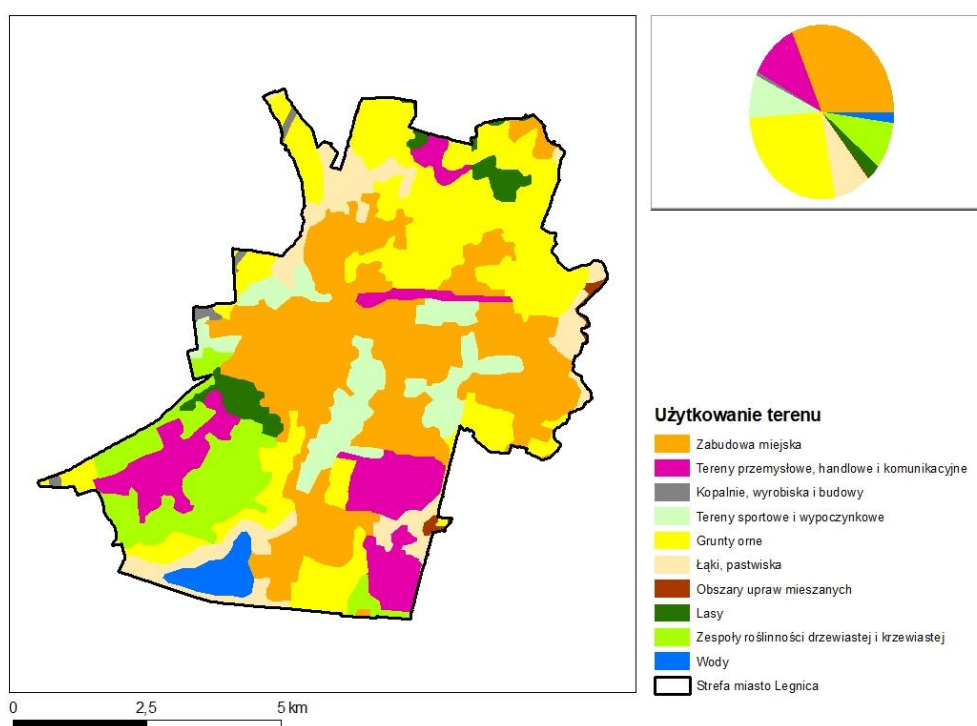 Użytkowanie terenu
Zabudowa miejska
Tereny przemysłowe, handlowe i komunikacyjne
Kopalnie, wyrobiska i budowy
Tereny sportowe i wypoczynkowe
Grunty orne
Łąki, pastwiska
Obszary upraw mieszanych
Lasy
Zespoły roślinności drzewiastej i krzewiastej
Wody
Strefa miasto Legnica
0 2,5 5 km